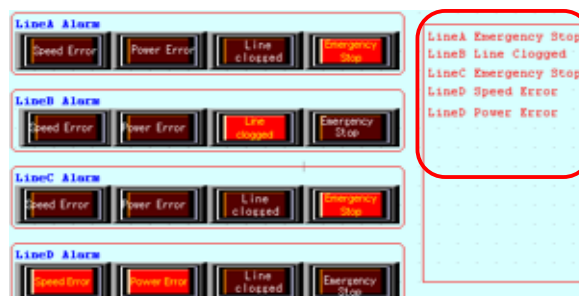 LineA Alarm
Speed Error Power Error Line clogged Emergency Stop
LineB Alarm
Speed Error Power Error Line clogged Emergency Stop
LineC Alarm
Speed Error Power Error Line clogged Emergency Stop
LineD Alarm
Speed Error Power Error Line clogged Emergency Stop
LineA Emergency Stop
LineB Line Clogged
LineC Emergency Stop
LineD Speed Error
LineD Power Error